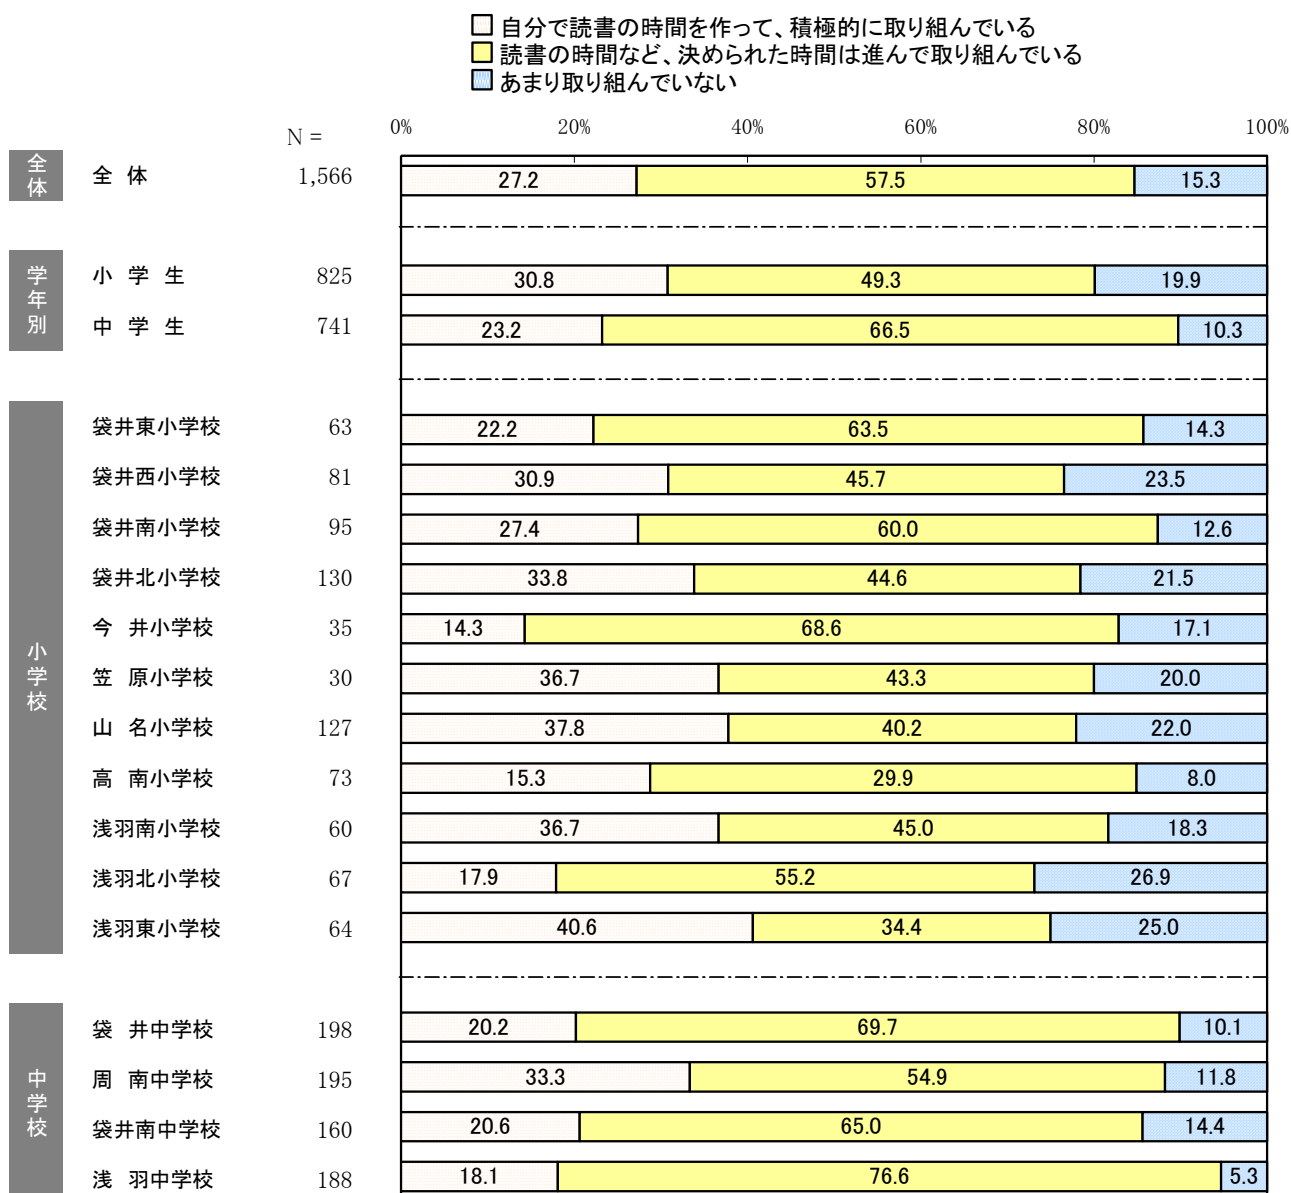 自分で読書の時間を作って、積極的に取り組んでいる
読書の時間など、決められた時間は進んで取り組んでいる
あまり取り組んでいない
N =
0% 20% 40% 60% 80% 100%
全体
全 体 1,566 27.2 57.5 15.3
学年別
小 学 生 825 30.8 49.3 19.9
中 学 生 741 23.2 66.5 10.3
小学校
袋井東小学校 63 22.2 63.5 14.3
袋井西小学校 81 30.9 45.7 23.5
袋井南小学校 95 27.4 60.0 12.6
袋井北小学校 130 33.8 44.6 21.5
今 井小学校 35 14.3 68.6 17.1
笠 原小学校 30 36.7 43.3 20.0
山 名小学校 127 37.8 40.2 22.0
高 南小学校 73 15.3 29.9 8.0
浅羽南小学校 60 36.7 45.0 18.3
浅羽北小学校 67 17.9 55.2 26.9
浅羽東小学校 64 40.6 34.4 25.0
中学校
袋 井中学校 198 20.2 69.7 10.1
周 南中学校 195 33.3 54.9 11.8
袋井南中学校 160 20.6 65.0 14.4
浅 羽中学校 188 18.1 76.6 5.3